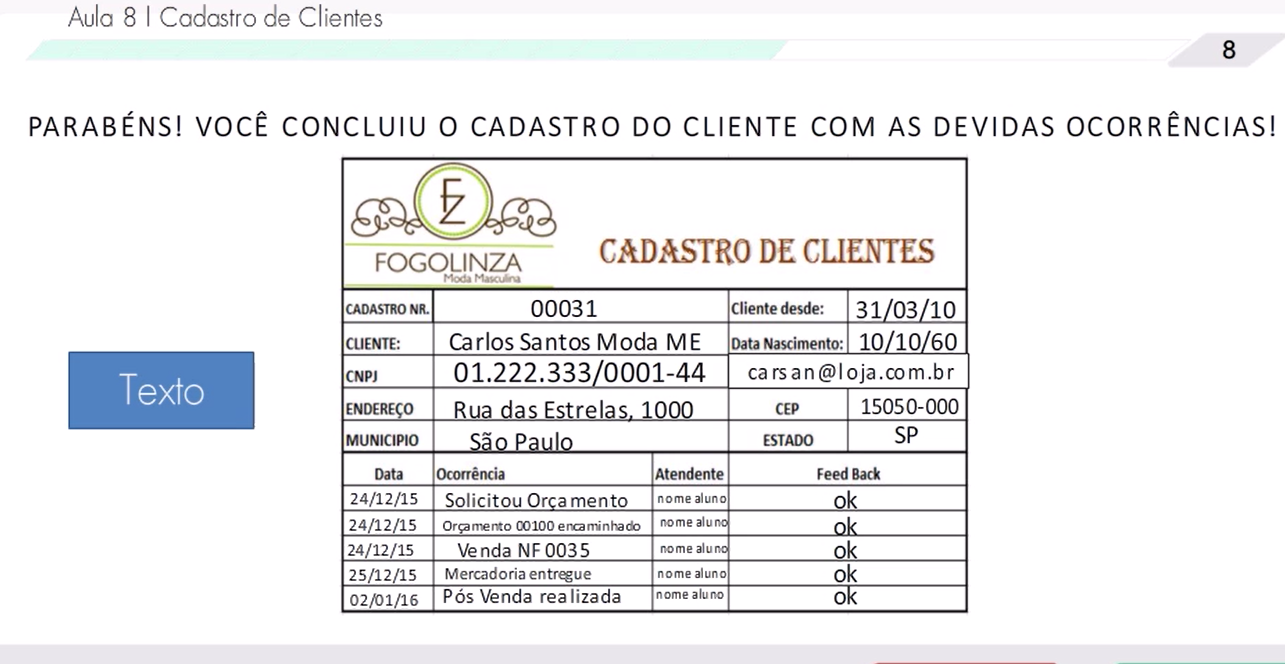 Aula 8 I Cadastro de Clientes
8
PARABÉNS! VOCÊ CONCLUIU O CADASTRO DO CLIENTE COM AS DEVIDAS OCORRÊNCIAS!
FZ
FOGOLINZA
Moda Masculina
CADASTRO DE CLIENTES
CADASTRO NR. 00031 Cliente desde: 31/03/10
CLIENTE: Carlos Santos Moda ME Data Nascimento: 10/10/60
CNPJ 01.222.333/0001-44 carsan@loja.com.br
ENDEREÇO Rua das Estrelas, 1000 CEP 15050-000
MUNICIPIO São Paulo ESTADO SP
Data Ocorrência Atendente Feed Back
24/12/15 Solicitou Orçamento nome aluno ok
24/12/15 Orçamento 00100 encaminhado nome aluno ok
24/12/15 Venda NF 0035 nome aluno ok
25/12/15 Mercadoria entregue nome aluno ok
02/01/16 Pós Venda realizada nome aluno ok
Texto